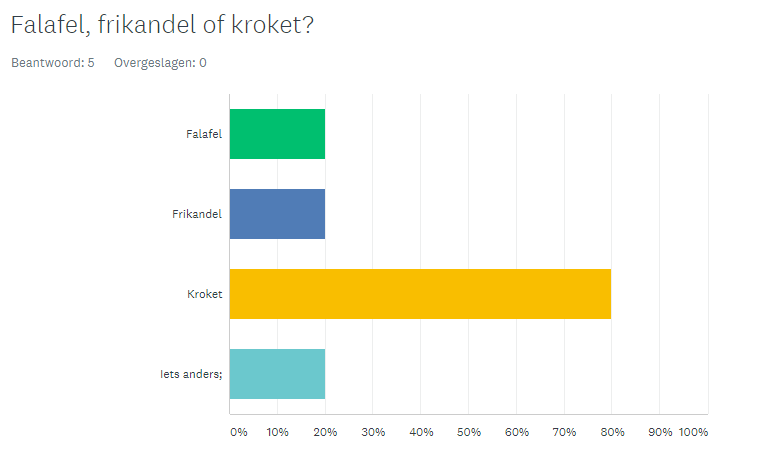 Falafel, frikandel of kroket?
Beantwoord: 5 Overgeslagen: 0
Falafel
Frikandel
Kroket
Iets anders;
0% 10% 20% 30% 40% 50% 60% 70% 80% 90% 100%